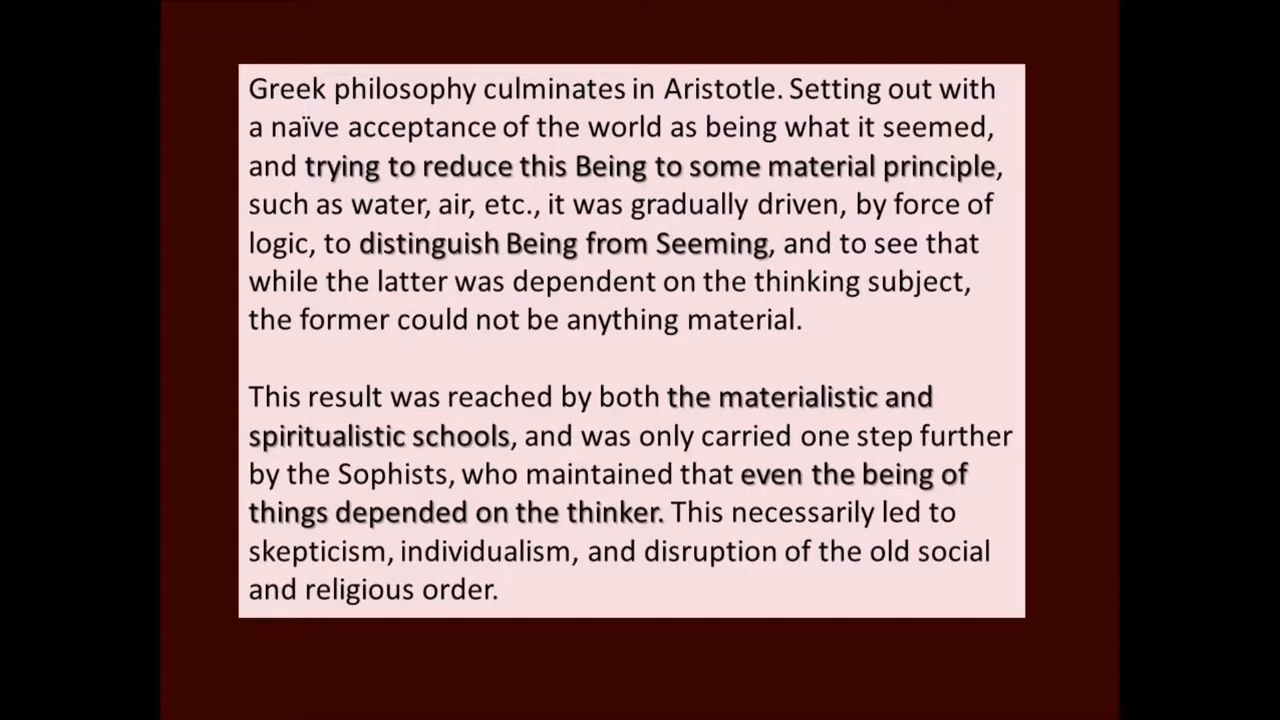 Greek philosophy culminates in Aristotle. Setting out with
a naïve acceptance of the world as being what it seemed,
and trying to reduce this Being to some material principle,
such as water, air, etc., it was gradually driven, by force of
logic, to distinguish Being from Seeming, and to see that
while the latter was dependent on the thinking subject,
the former could not be anything material.
This result was reached by both the materialistic and
spiritualistic schools, and was only carried one step further
by the Sophists, who maintained that even the being of
things depended on the thinker. This necessarily led to
skepticism, individualism, and disruption of the old social
and religious order.